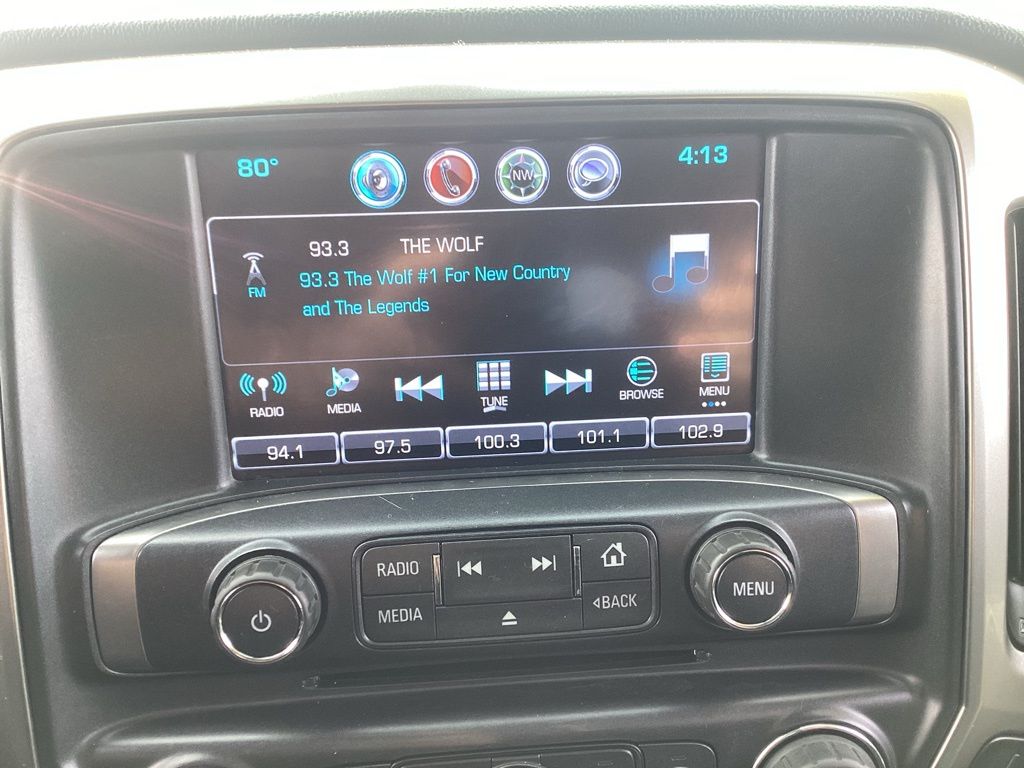 80° NW 4:13
93.3 THE WOLF
FM 93.3 The Wolf #1 For New Country
and The Legends
RADIO MEDIA TUNE BROWSE MENU
94.1 97.5 100.3 101.1 102.9
RADIO
MEDIA ◃BACK
MENU